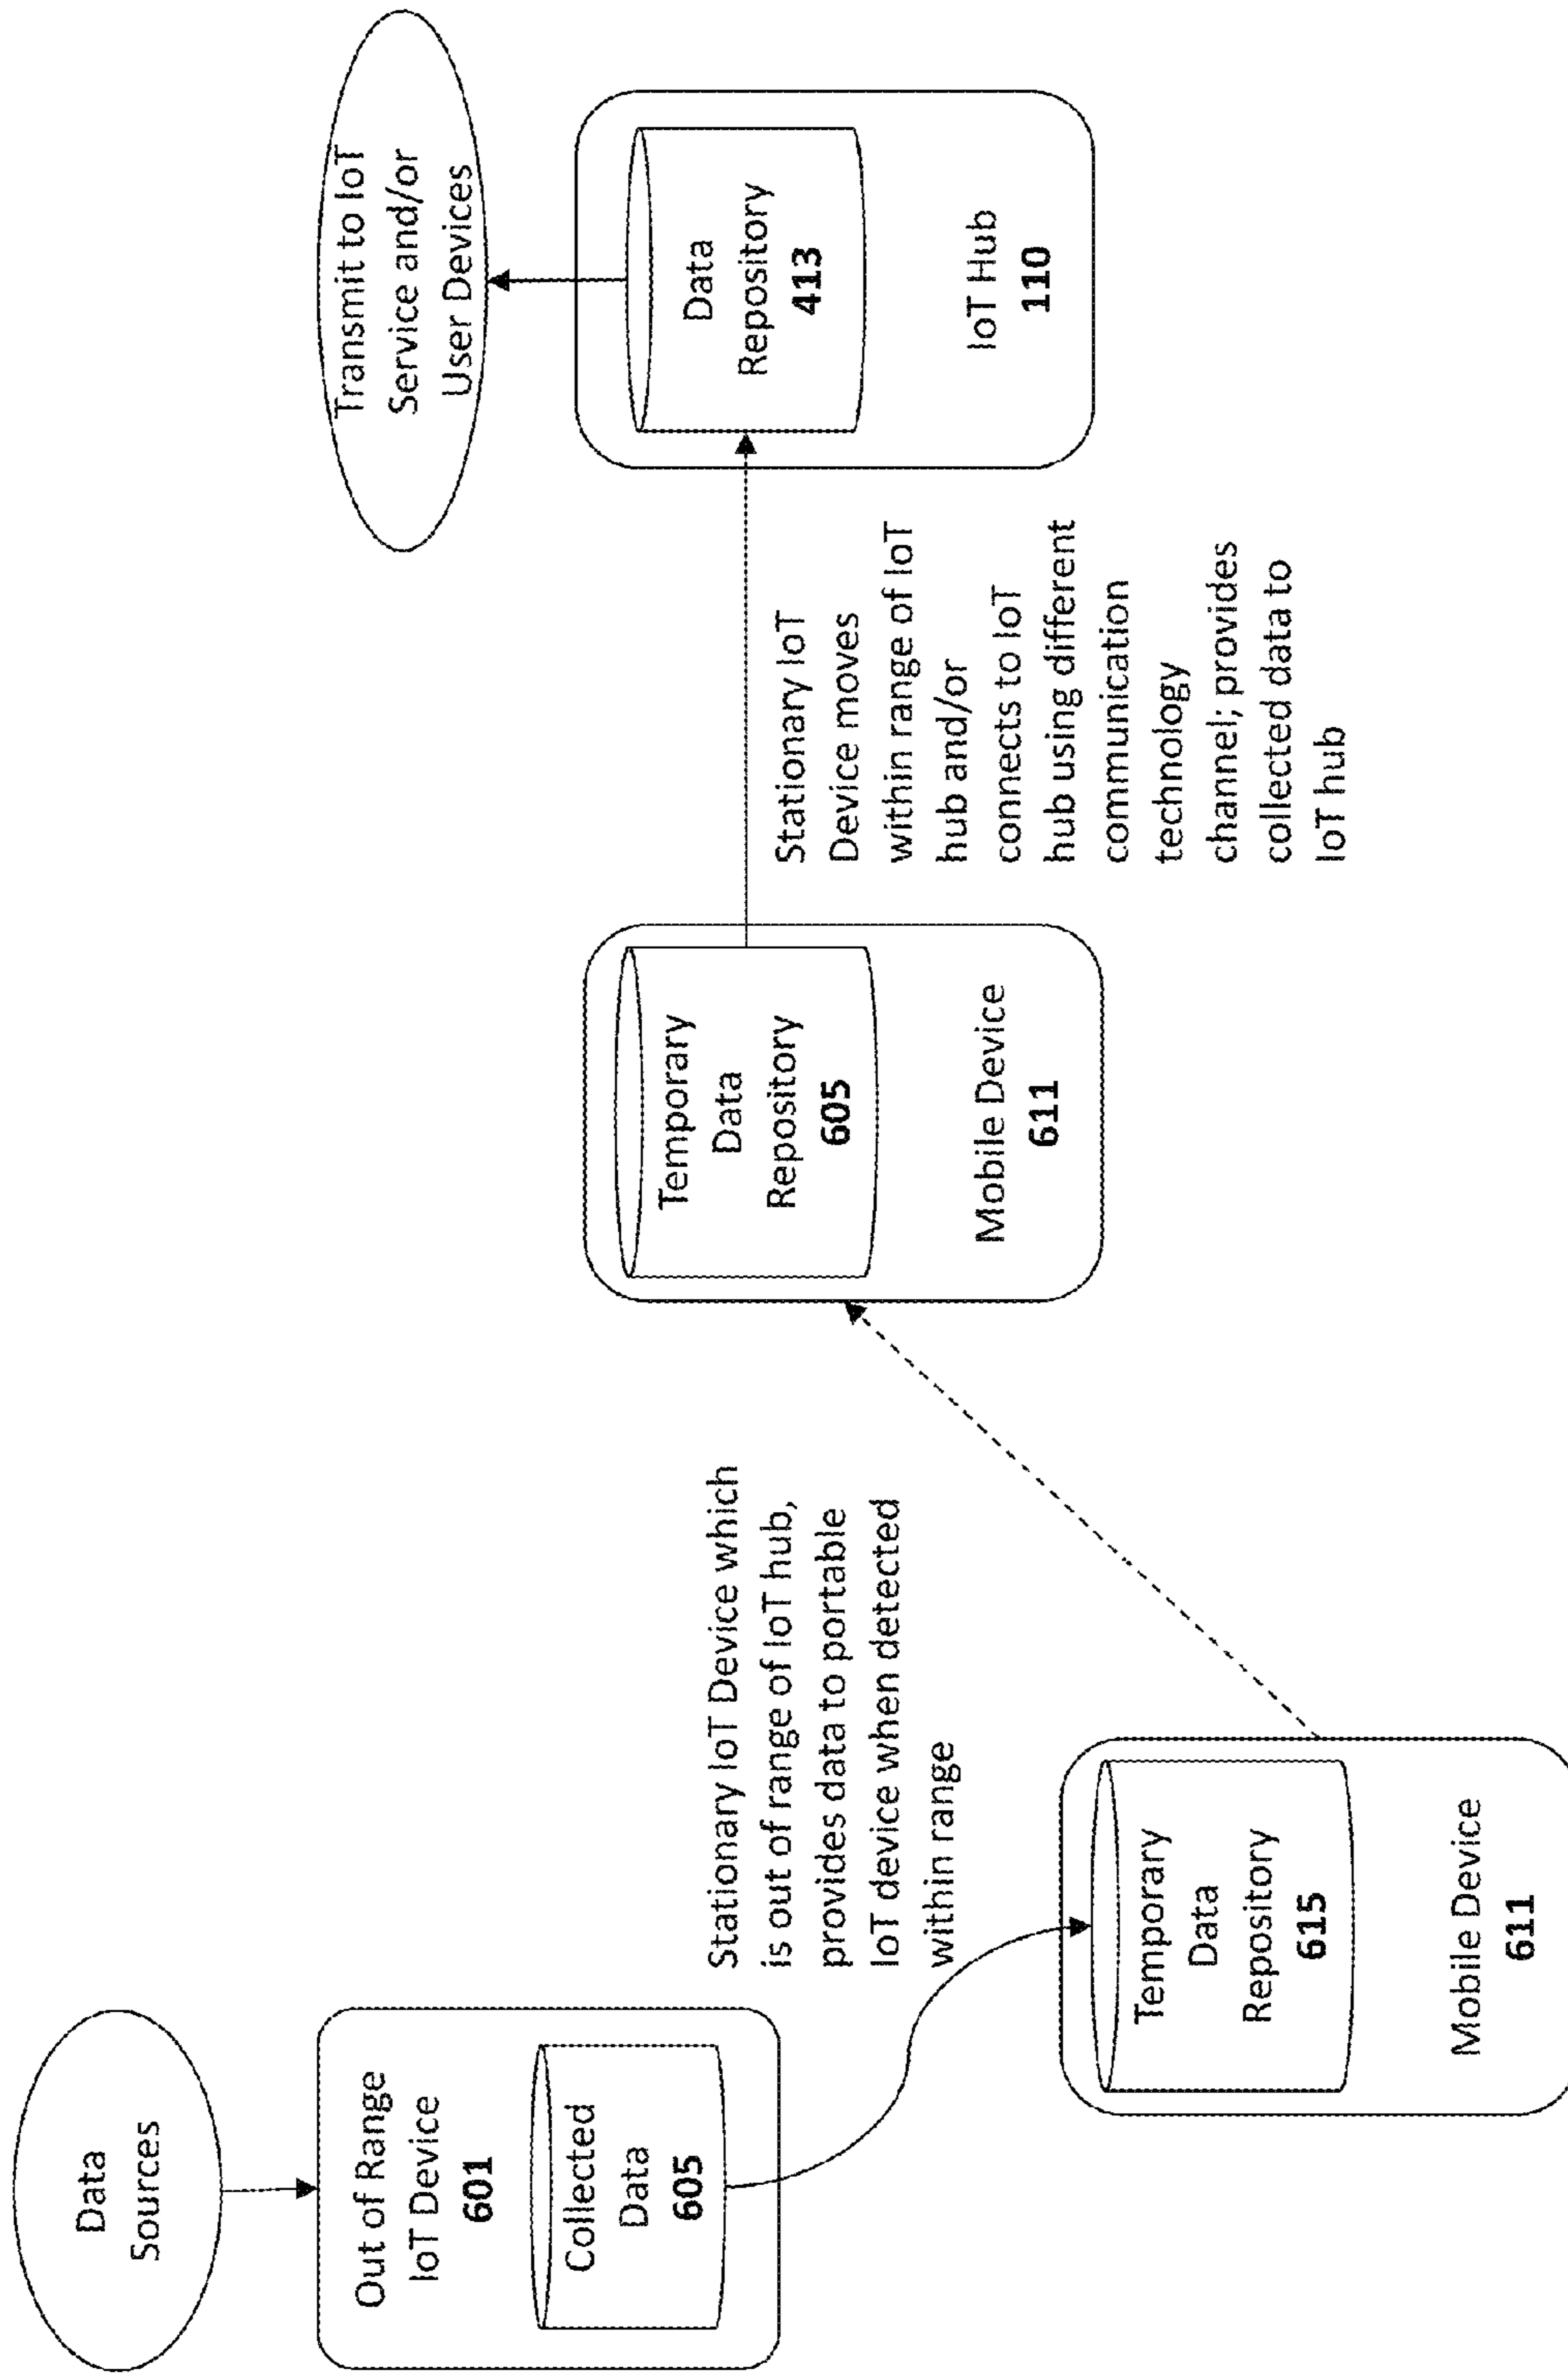 Data
Sources
Out of Range
IoT Device
601
Collected
Data
605
Stationary IoT Device which
is out of range of IoT hub,
provides data to portable
IoT device when detected
within range
Temporary
Data
Repository
615
Mobile Device
611
Temporary
Data
Repository
605
Mobile Device
611
Stationary IoT
Device moves
within range of IoT
hub and/or
connects to IoT
hub using different
communication
technology
channel; provides
collected data to
IoT hub
Transmit to IoT
Service and/or
User Devices
Data
Repository
413
IoT Hub
110